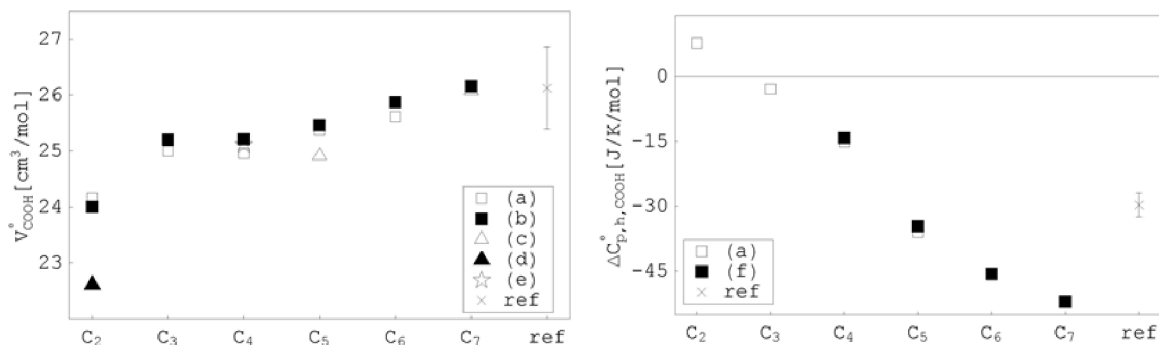 27
26
25
24
23
V°COOH[cm³/mol]
(a)
(b)
(c)
(d)
(e)
ref
C₂ C₃ C₄ C₅ C₆ C₇ ref
0
-15
-30
-45
ΔC°p,h,COOH[J/K/mol]
(a)
(f)
ref
C₂ C₃ C₄ C₅ C₆ C₇ ref